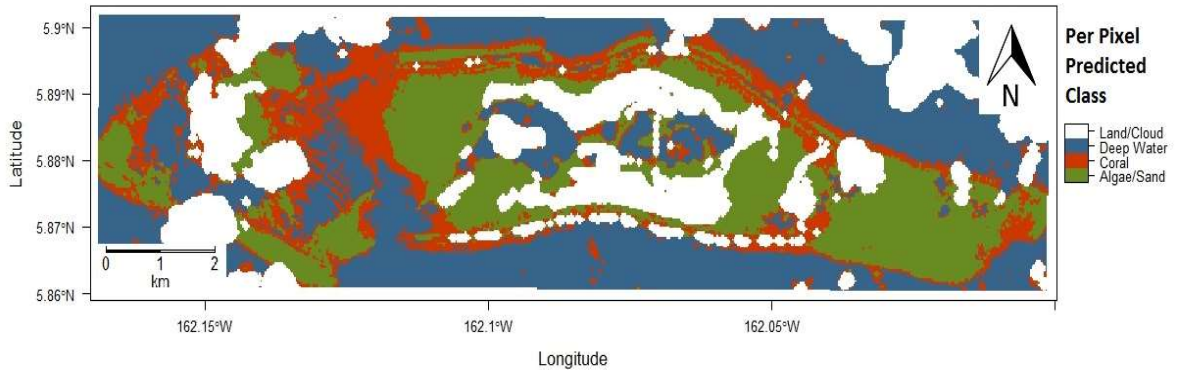 5.9°N
5.89°N
5.88°N
5.87°N
5.86°N
Latitude
N
0 1 2
km
162.15°W
162.1°W
162.05°W
Longitude
Per Pixel
Predicted
Class
Land/Cloud
Deep Water
Coral
Algae/Sand